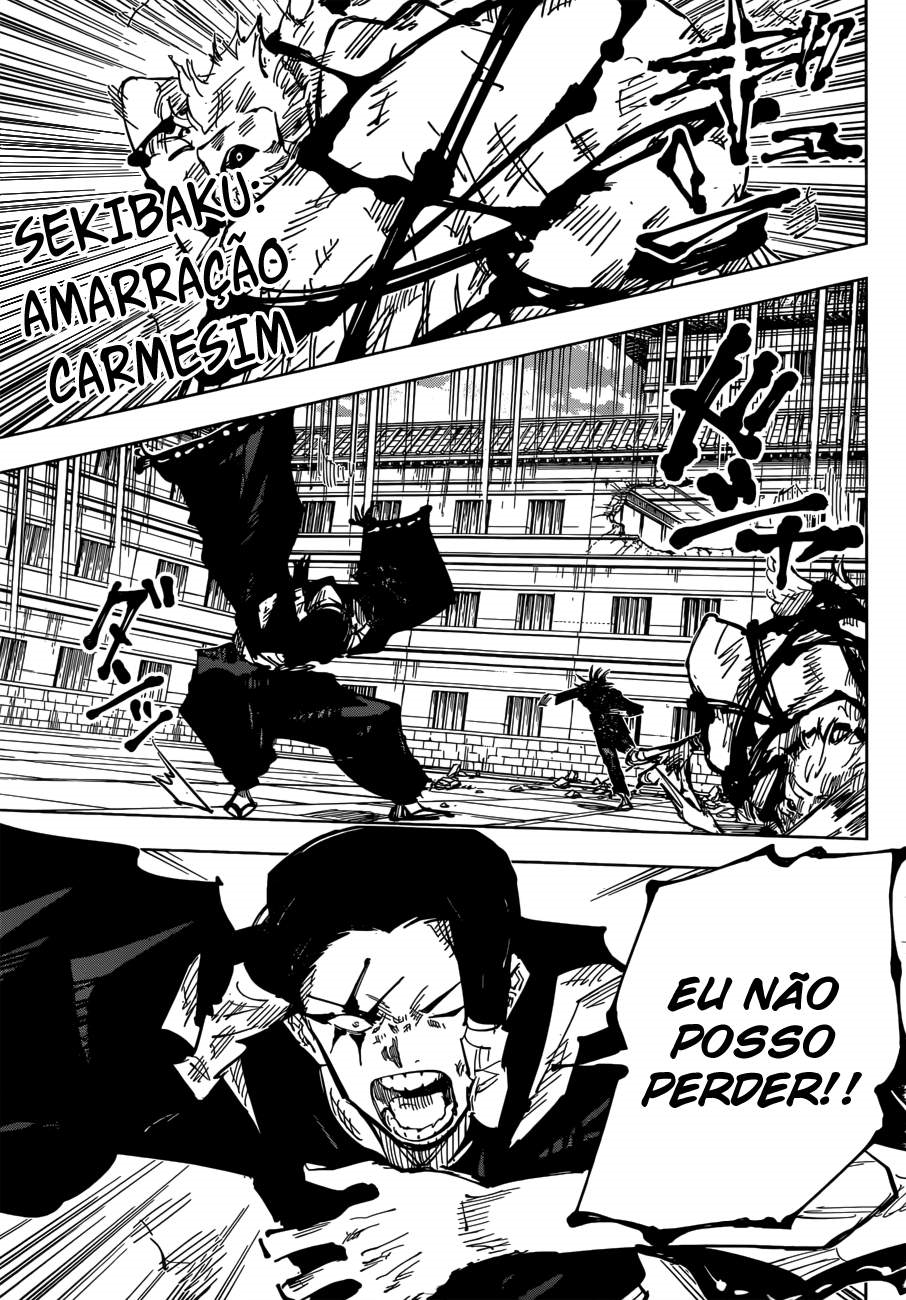 SEKIBAKU:
AMARRAÇÃO
CARMESIM
EU NÃO
POSSO
PERDER!!